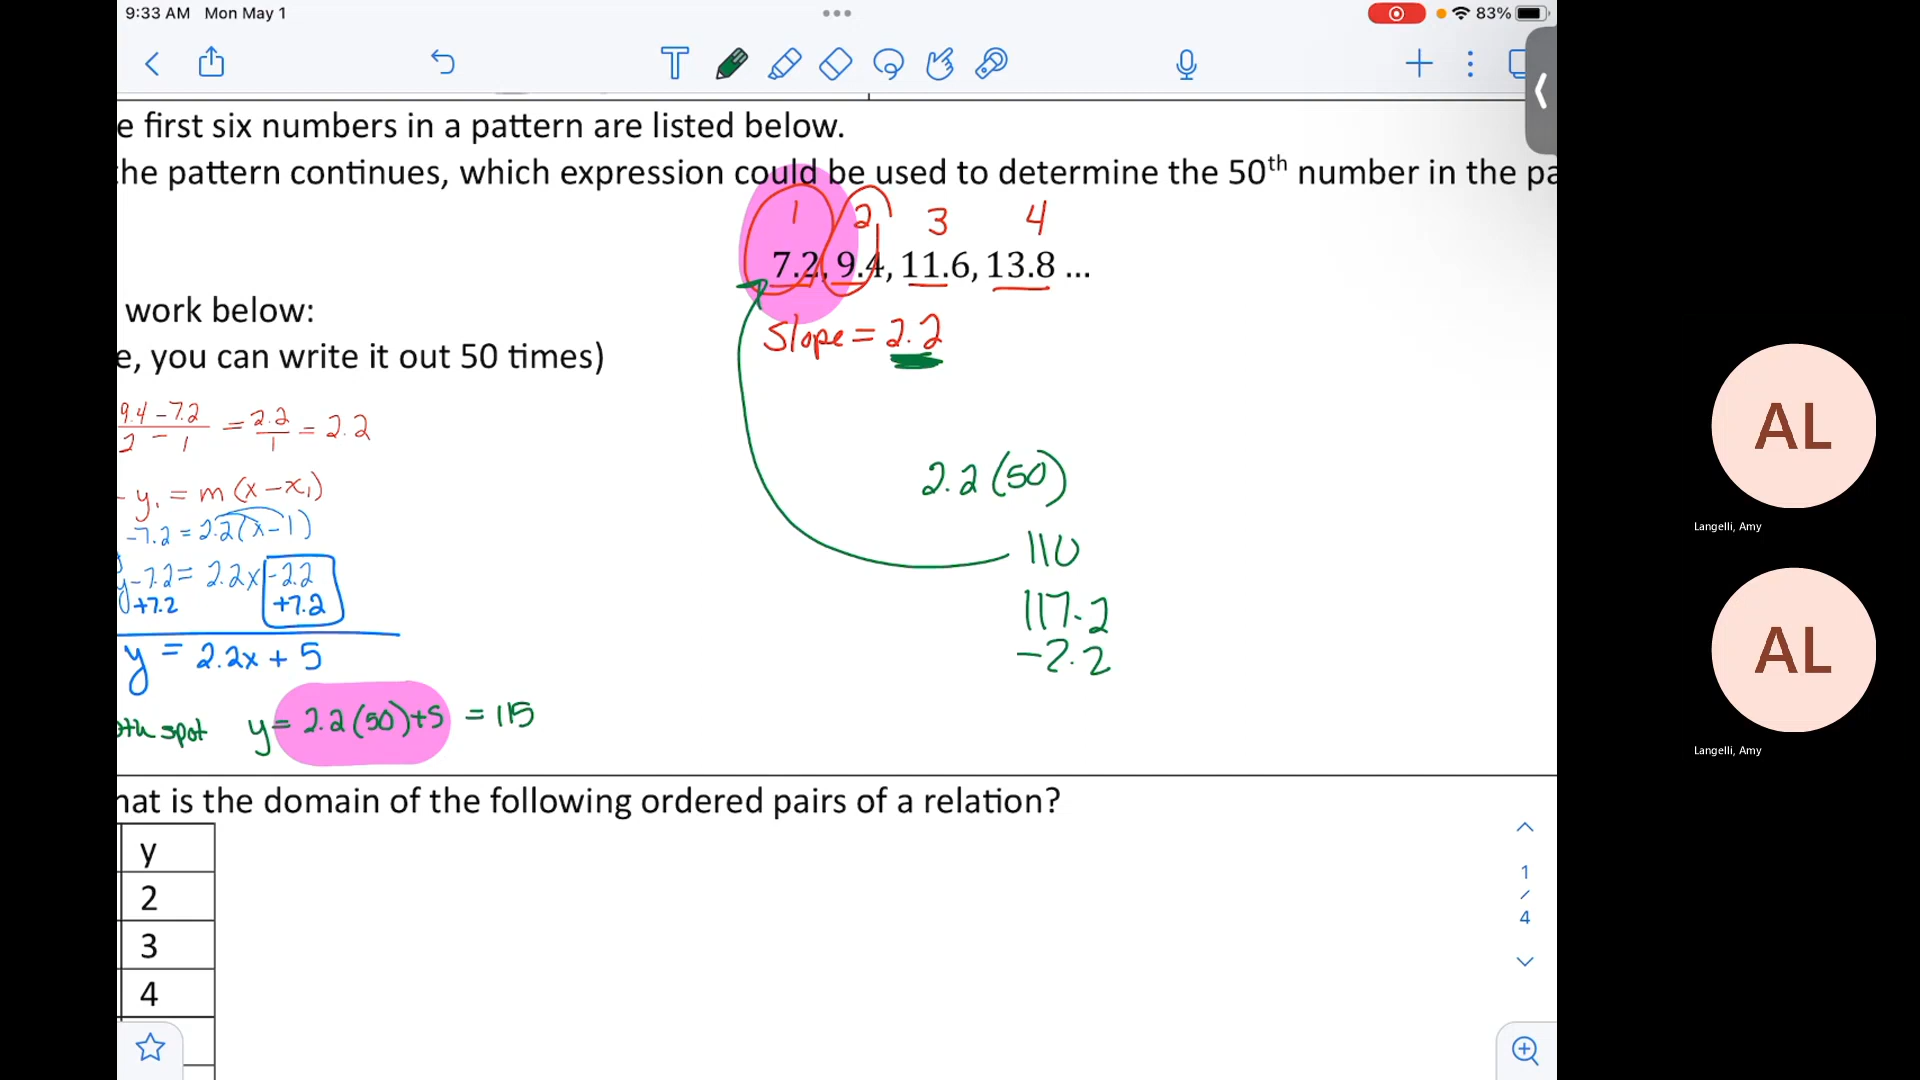 9:33 AM Mon May 1
83%
e first six numbers in a pattern are listed below.
he pattern continues, which expression could be used to determine the 50th number in the pa
1 2 3 4
7.2, 9.4, 11.6, 13.8 ...
Slope = 2.2
work below:
e, you can write it out 50 times)
9.4 - 7.2 / 2 - 1 = 2.2 / 1 = 2.2
- y₁ = m (x - x₁)
-7.2 = 2.2(x-1)
y-7.2 = 2.2x -2.2
+7.2 +7.2
y = 2.2x + 5
th spot y = 2.2(50)+5 = 115
2.2 (50)
110
117.2
-2.2
hat is the domain of the following ordered pairs of a relation?
y
2
3
4
1
/
4
AL
Langelli, Amy
AL
Langelli, Amy